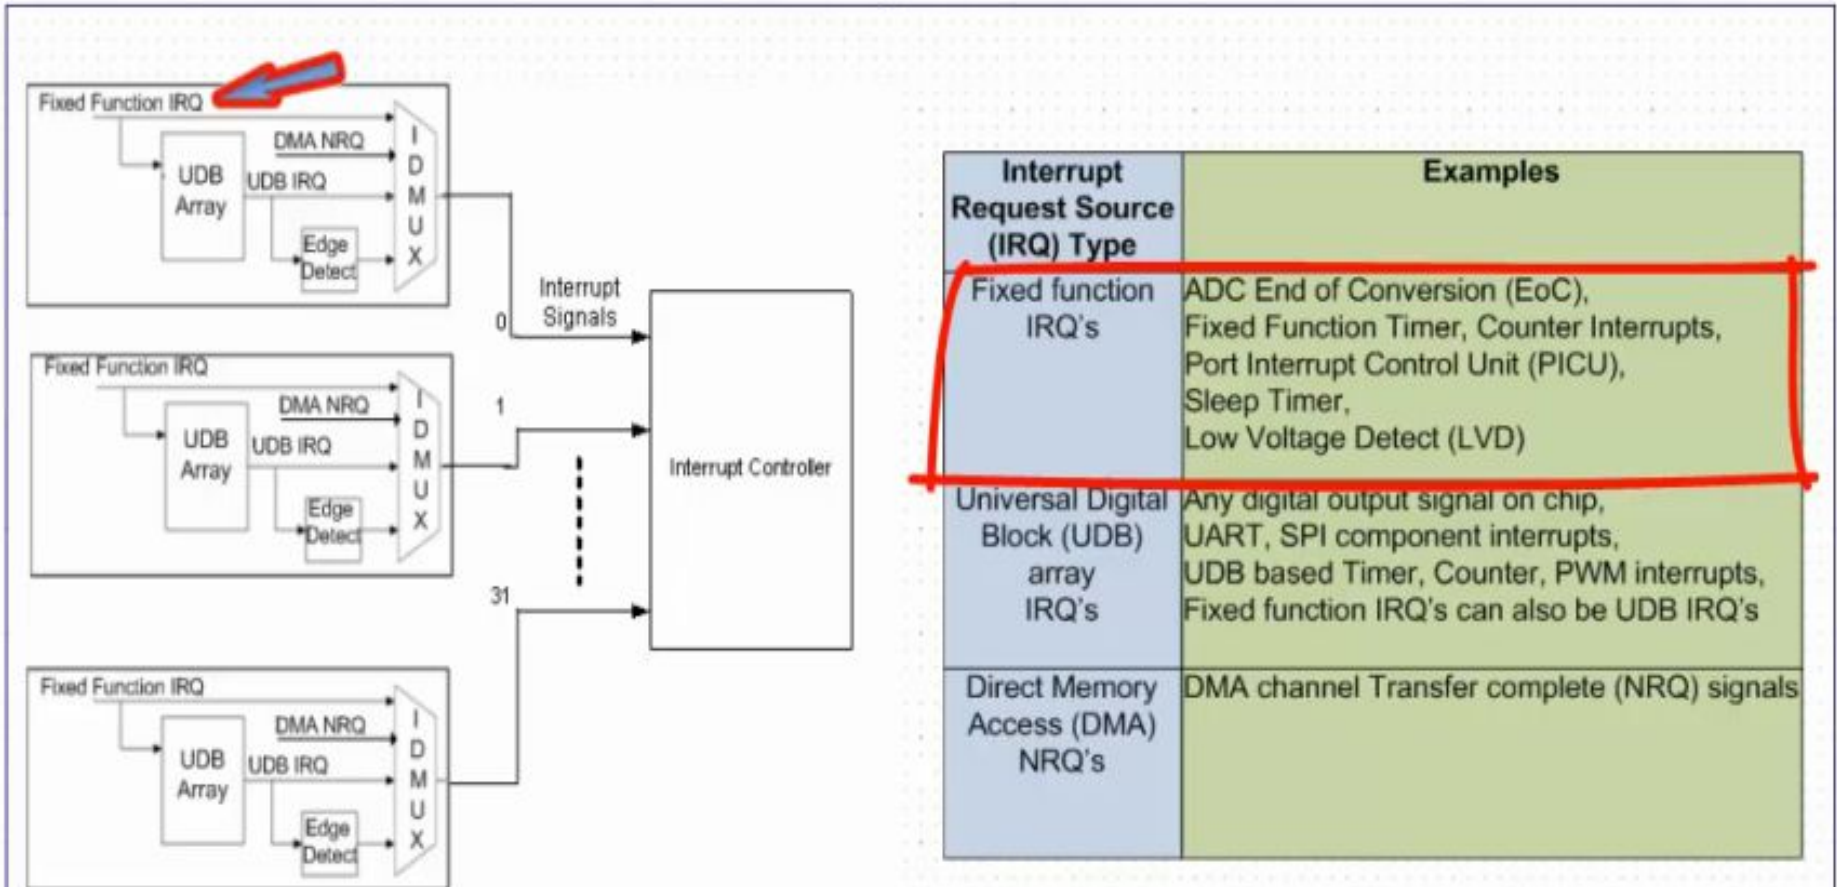 Fixed Function IRQ
DMA NRQ
UDB
Array
UDB IRQ
Edge
Detect
I
D
M
U
X
0
Interrupt
Signals
Fixed Function IRQ
DMA NRQ
UDB
Array
UDB IRQ
Edge
Detect
I
D
M
U
X
1
Interrupt Controller
31
Fixed Function IRQ
DMA NRQ
UDB
Array
UDB IRQ
Edge
Detect
I
D
M
U
X
Interrupt
Request Source
(IRQ) Type
Examples
Fixed function
IRQ's
ADC End of Conversion (EoC),
Fixed Function Timer, Counter Interrupts,
Port Interrupt Control Unit (PICU),
Sleep Timer,
Low Voltage Detect (LVD)
Universal Digital
Block (UDB)
array
IRQ's
Any digital output signal on chip,
UART, SPI component interrupts,
UDB based Timer, Counter, PWM interrupts,
Fixed function IRQ's can also be UDB IRQ's
Direct Memory
Access (DMA)
NRQ's
DMA channel Transfer complete (NRQ) signals